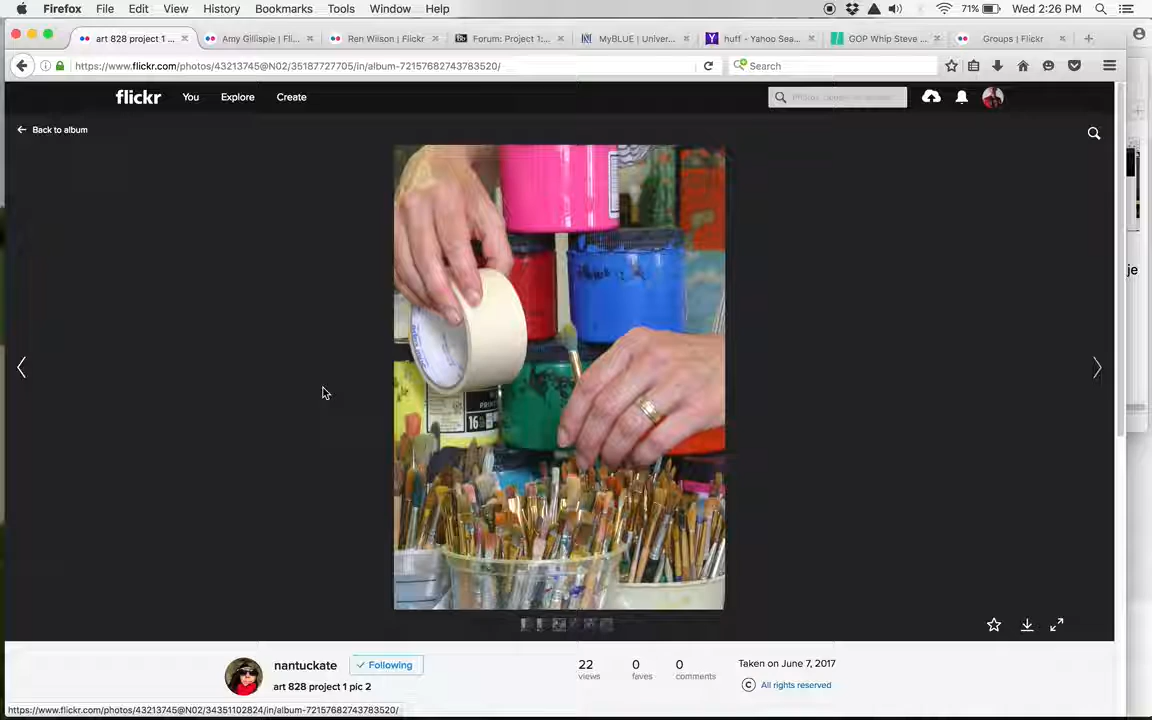 Firefox File Edit View History Bookmarks Tools Window Help 71% Wed 2:26 PM
art 828 project 1 ... Amy Gillispie | Fli... Ren Wilson | Flickr Forum: Project 1:... MyBLUE | Univer... huff - Yahoo Sea... GOP Whip Steve ... Groups | Flickr
https://www.flickr.com/photos/43213745@N02/35187727705/in/album-72157682743783520/ Search
flickr You Explore Create
Back to album
je
16
nantuckate Following
art 828 project 1 pic 2
22 views
0 faves
0 comments
Taken on June 7, 2017
All rights reserved
https://www.flickr.com/photos/43213745@N02/34351102824/in/album-72157682743783520/